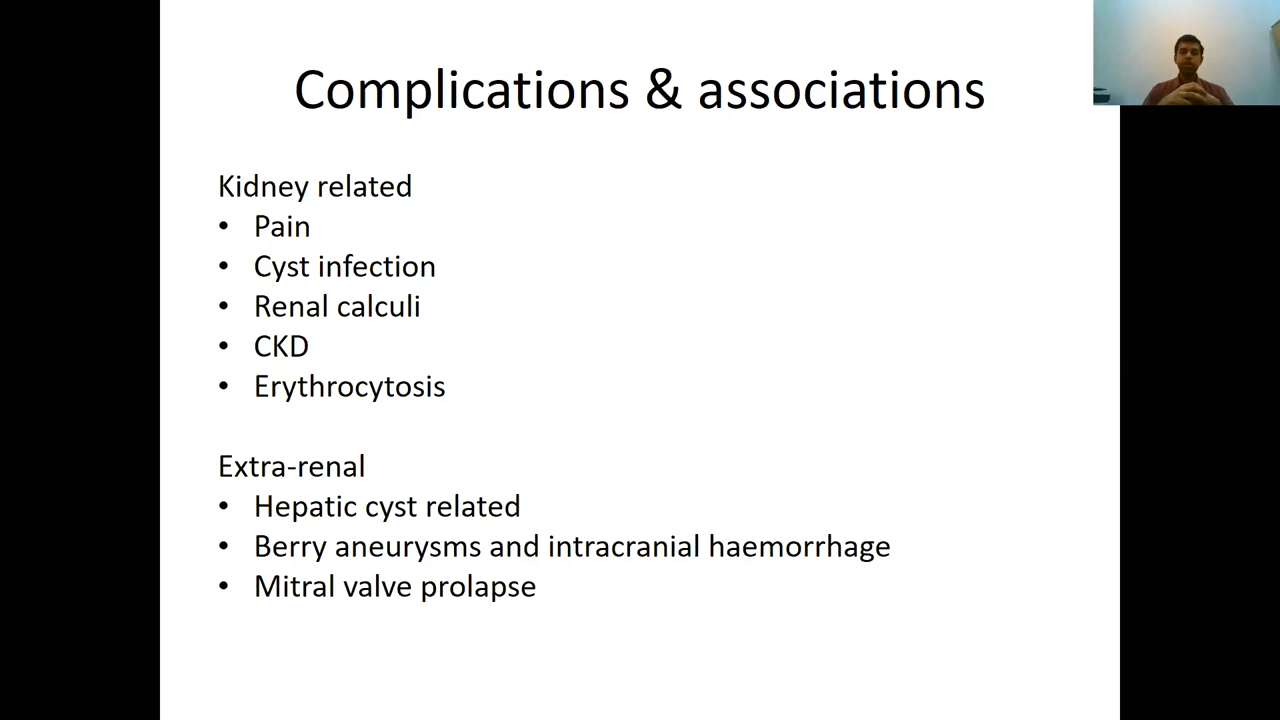 Complications & associations
Kidney related
• Pain
• Cyst infection
• Renal calculi
• CKD
• Erythrocytosis
Extra-renal
• Hepatic cyst related
• Berry aneurysms and intracranial haemorrhage
• Mitral valve prolapse